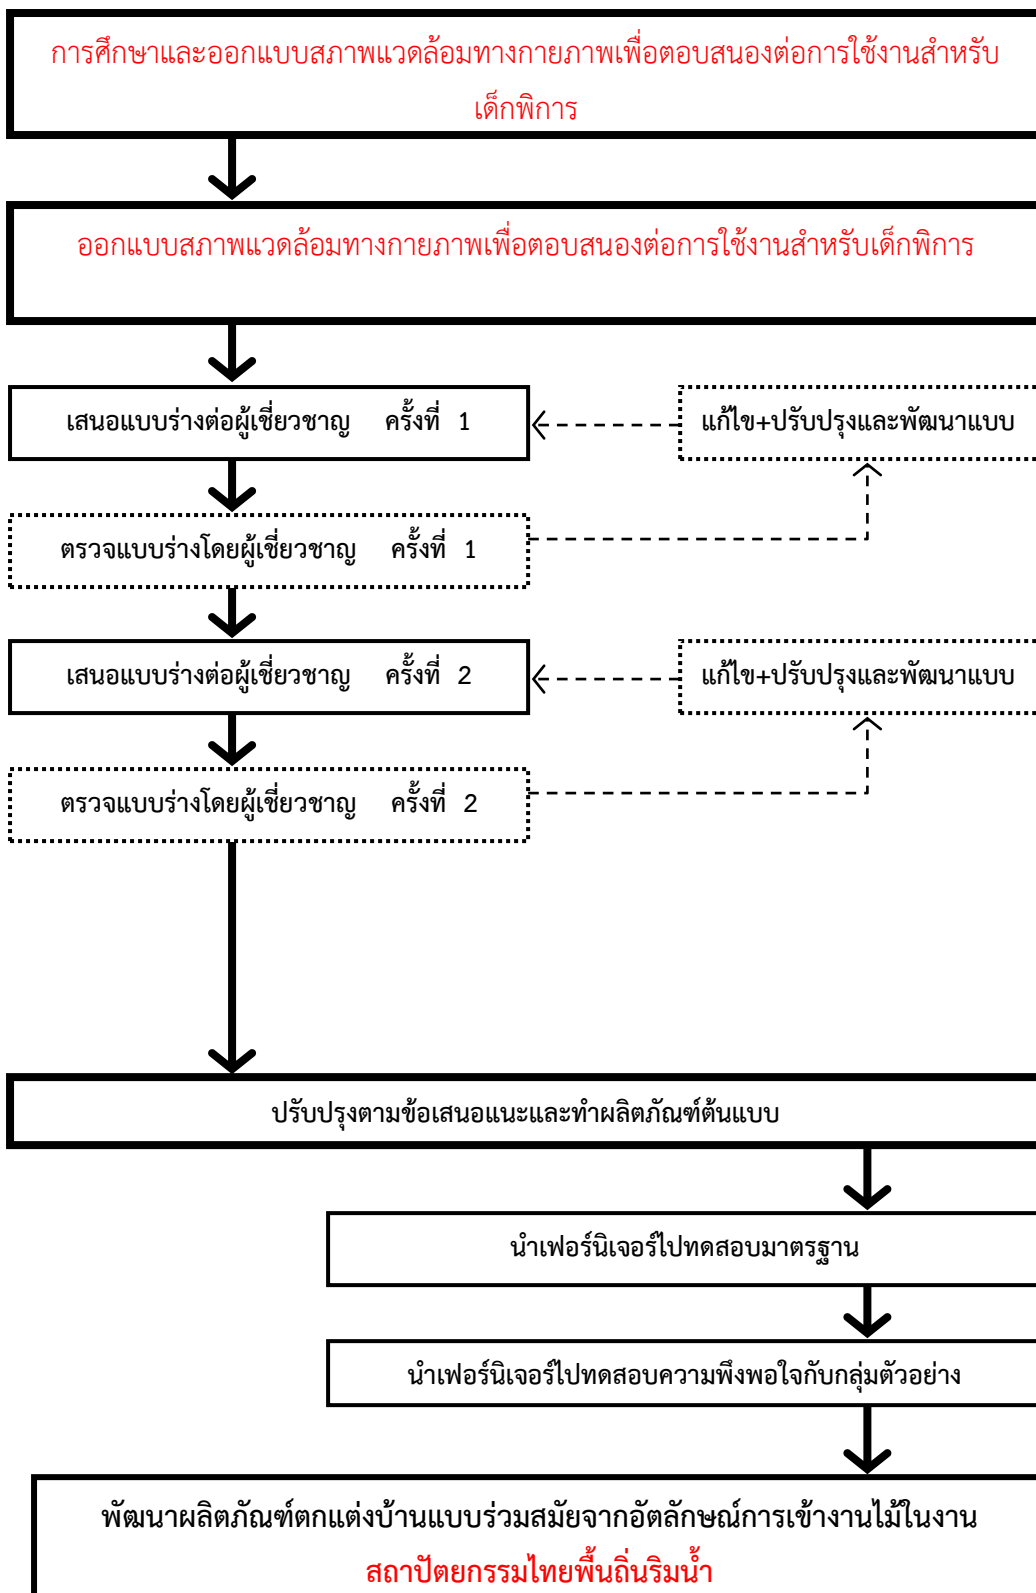 การศึกษาและออกแบบสภาพแวดล้อมทางกายภาพเพื่อตอบสนองต่อการใช้งานสำหรับ
เด็กพิการ
ออกแบบสภาพแวดล้อมทางกายภาพเพื่อตอบสนองต่อการใช้งานสำหรับเด็กพิการ
เสนอแบบร่างต่อผู้เชี่ยวชาญ ครั้งที่ 1
แก้ไข+ปรับปรุงและพัฒนาแบบ
ตรวจแบบร่างโดยผู้เชี่ยวชาญ ครั้งที่ 1
เสนอแบบร่างต่อผู้เชี่ยวชาญ ครั้งที่ 2
แก้ไข+ปรับปรุงและพัฒนาแบบ
ตรวจแบบร่างโดยผู้เชี่ยวชาญ ครั้งที่ 2
ปรับปรุงตามข้อเสนอแนะและทำผลิตภัณฑ์ต้นแบบ
นำเฟอร์นิเจอร์ไปทดสอบมาตรฐาน
นำเฟอร์นิเจอร์ไปทดสอบความพึงพอใจกับกลุ่มตัวอย่าง
พัฒนาผลิตภัณฑ์ตกแต่งบ้านแบบร่วมสมัยจากอัตลักษณ์การเข้างานไม้ในงาน
สถาปัตยกรรมไทยพื้นถิ่นริมน้ำ